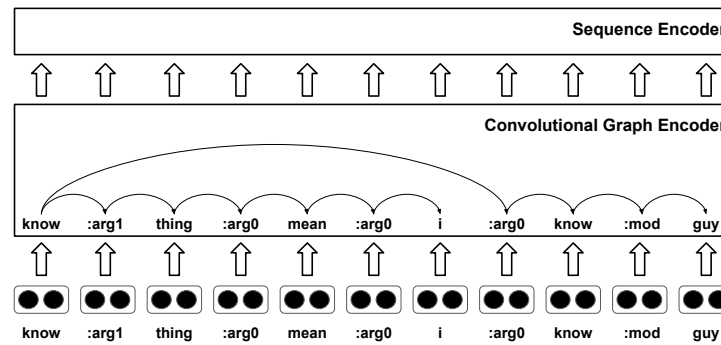 Sequence Encoder
Convolutional Graph Encoder
know :arg1 thing :arg0 mean :arg0 i :arg0 know :mod guy
know :arg1 thing :arg0 mean :arg0 i :arg0 know :mod guy